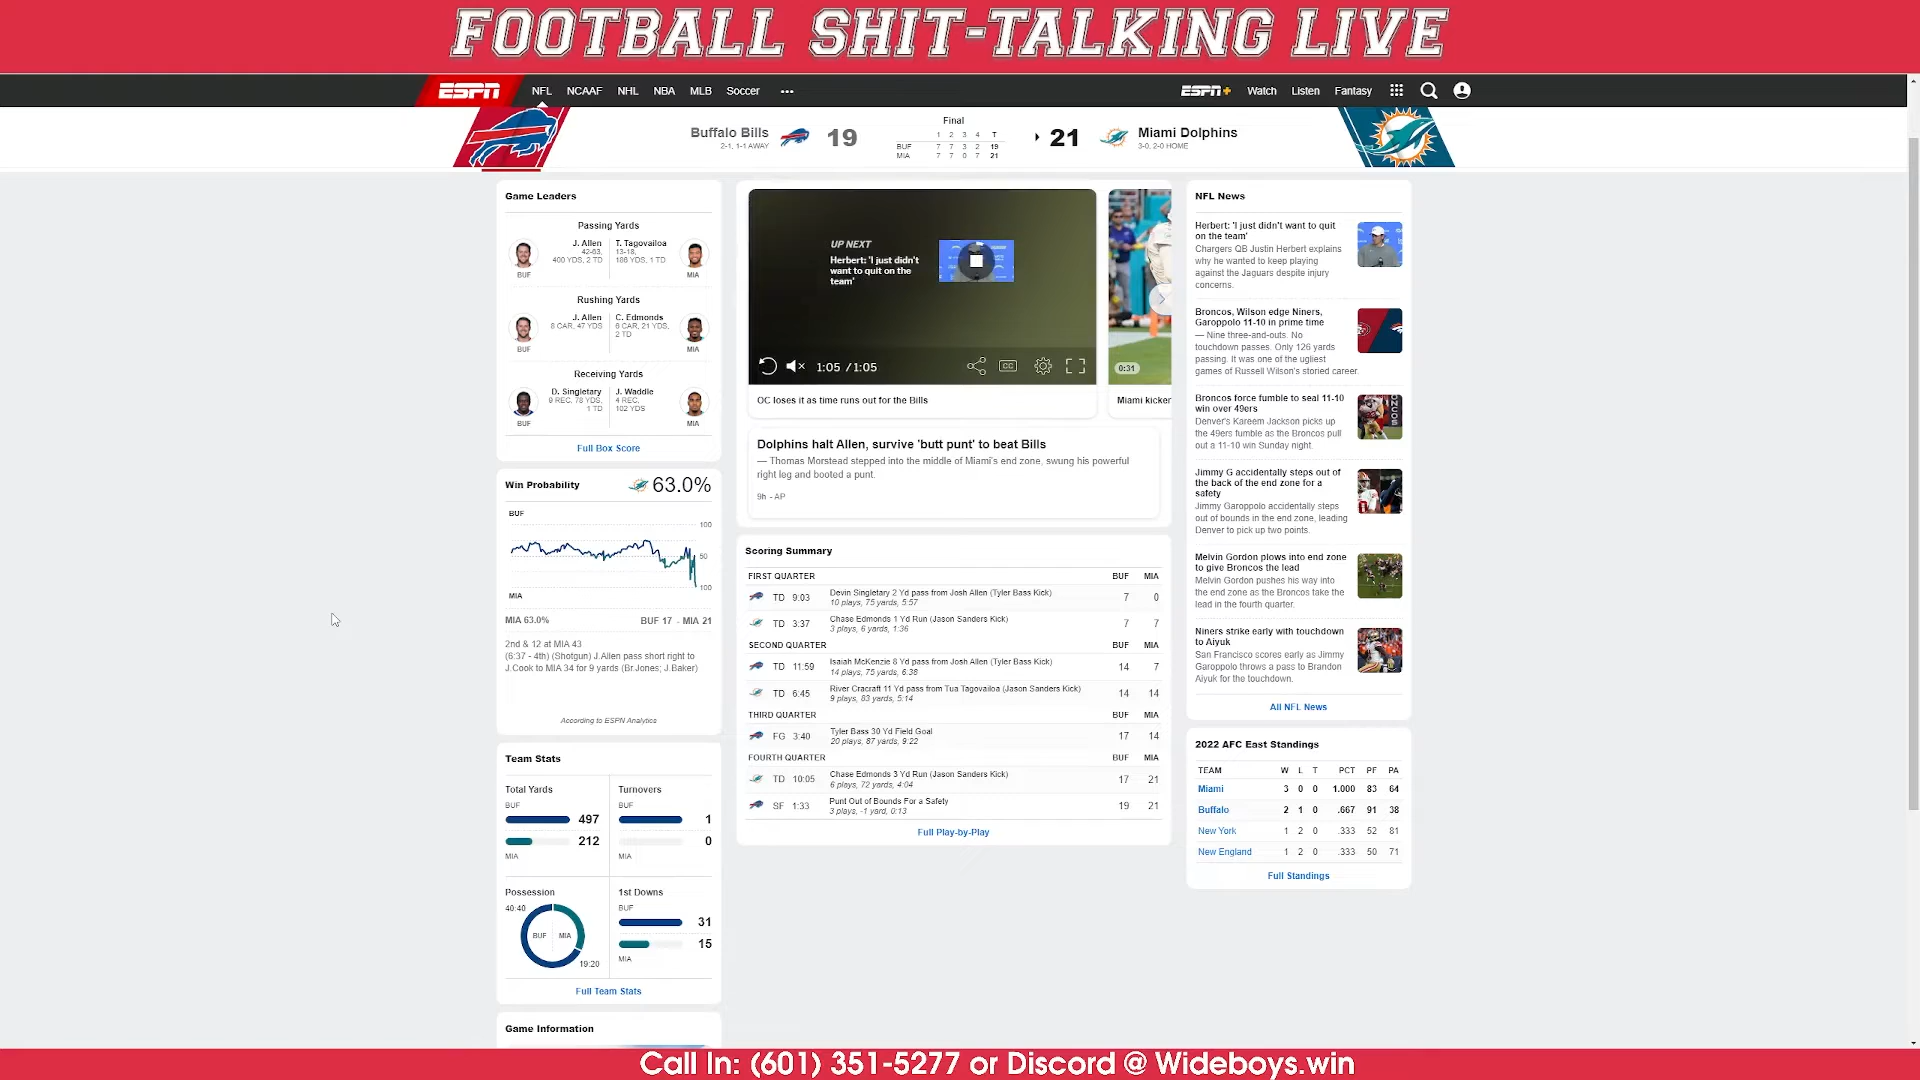 FOOTBALL SHIT-TALKING LIVE
ESPN NFL NCAAF NHL NBA MLB Soccer ••• ESPN+ Watch Listen Fantasy
Buffalo Bills 19
2-1, 1-1 AWAY
Final
1 2 3 4 T
BUF 7 7 3 2 19
MIA 7 7 0 7 21
21 Miami Dolphins
3-0, 2-0 HOME
Game Leaders
Passing Yards
J. Allen
42-63,
400 YDS, 2 TD
BUF
T. Tagovailoa
13-18,
186 YDS, 1 TD
MIA
Rushing Yards
J. Allen
8 CAR, 47 YDS
BUF
C. Edmonds
6 CAR, 21 YDS,
2 TD
MIA
Receiving Yards
D. Singletary
9 REC, 78 YDS,
1 TD
BUF
J. Waddle
4 REC,
102 YDS
MIA
Full Box Score
Win Probability 63.0%
BUF
100
50
100
MIA
MIA 63.0% BUF 17 - MIA 21
2nd & 12 at MIA 43
(6:37 - 4th) (Shotgun) J.Allen pass short right to
J.Cook to MIA 34 for 9 yards (Br.Jones; J.Baker)
According to ESPN Analytics
Team Stats
Total Yards
BUF
497
212
MIA
Turnovers
BUF
1
0
MIA
Possession
40:40
BUF MIA
19:20
1st Downs
BUF
31
15
MIA
Full Team Stats
Game Information
UP NEXT
Herbert: 'I just didn't
want to quit on the
team'
1:05 / 1:05
CC
OC loses it as time runs out for the Bills
0:31
Miami kicker
Dolphins halt Allen, survive 'butt punt' to beat Bills
— Thomas Morstead stepped into the middle of Miami's end zone, swung his powerful
right leg and booted a punt.
9h - AP
Scoring Summary
FIRST QUARTER BUF MIA
TD 9:03 Devin Singletary 2 Yd pass from Josh Allen (Tyler Bass Kick) 7 0
10 plays, 75 yards, 5:57
TD 3:37 Chase Edmonds 1 Yd Run (Jason Sanders Kick) 7 7
3 plays, 6 yards, 1:36
SECOND QUARTER BUF MIA
TD 11:59 Isaiah McKenzie 8 Yd pass from Josh Allen (Tyler Bass Kick) 14 7
14 plays, 75 yards, 6:38
TD 6:45 River Cracraft 11 Yd pass from Tua Tagovailoa (Jason Sanders Kick) 14 14
9 plays, 83 yards, 5:14
THIRD QUARTER BUF MIA
FG 3:40 Tyler Bass 30 Yd Field Goal 17 14
20 plays, 87 yards, 9:22
FOURTH QUARTER BUF MIA
TD 10:05 Chase Edmonds 3 Yd Run (Jason Sanders Kick) 17 21
6 plays, 72 yards, 4:04
SF 1:33 Punt Out of Bounds For a Safety 19 21
3 plays, -1 yard, 0:13
Full Play-by-Play
NFL News
Herbert: 'I just didn't want to quit
on the team'
Chargers QB Justin Herbert explains
why he wanted to keep playing
against the Jaguars despite injury
concerns.
Broncos, Wilson edge Niners,
Garoppolo 11-10 in prime time
— Nine three-and-outs. No
touchdown passes. Only 126 yards
passing. It was one of the ugliest
games of Russell Wilson's storied career.
Broncos force fumble to seal 11-10
win over 49ers
Denver's Kareem Jackson picks up
the 49ers fumble as the Broncos pull
out a 11-10 win Sunday night.
Jimmy G accidentally steps out of
the back of the end zone for a
safety
Jimmy Garoppolo accidentally steps
out of bounds in the end zone, leading
Denver to pick up two points.
Melvin Gordon plows into end zone
to give Broncos the lead
Melvin Gordon pushes his way into
the end zone as the Broncos take the
lead in the fourth quarter.
Niners strike early with touchdown
to Aiyuk
San Francisco scores early as Jimmy
Garoppolo throws a pass to Brandon
Aiyuk for the touchdown.
All NFL News
2022 AFC East Standings
TEAM W L T PCT PF PA
Miami 3 0 0 1.000 83 64
Buffalo 2 1 0 .667 91 38
New York 1 2 0 .333 52 81
New England 1 2 0 .333 50 71
Full Standings
Call In: (601) 351-5277 or Discord @ Wideboys.win